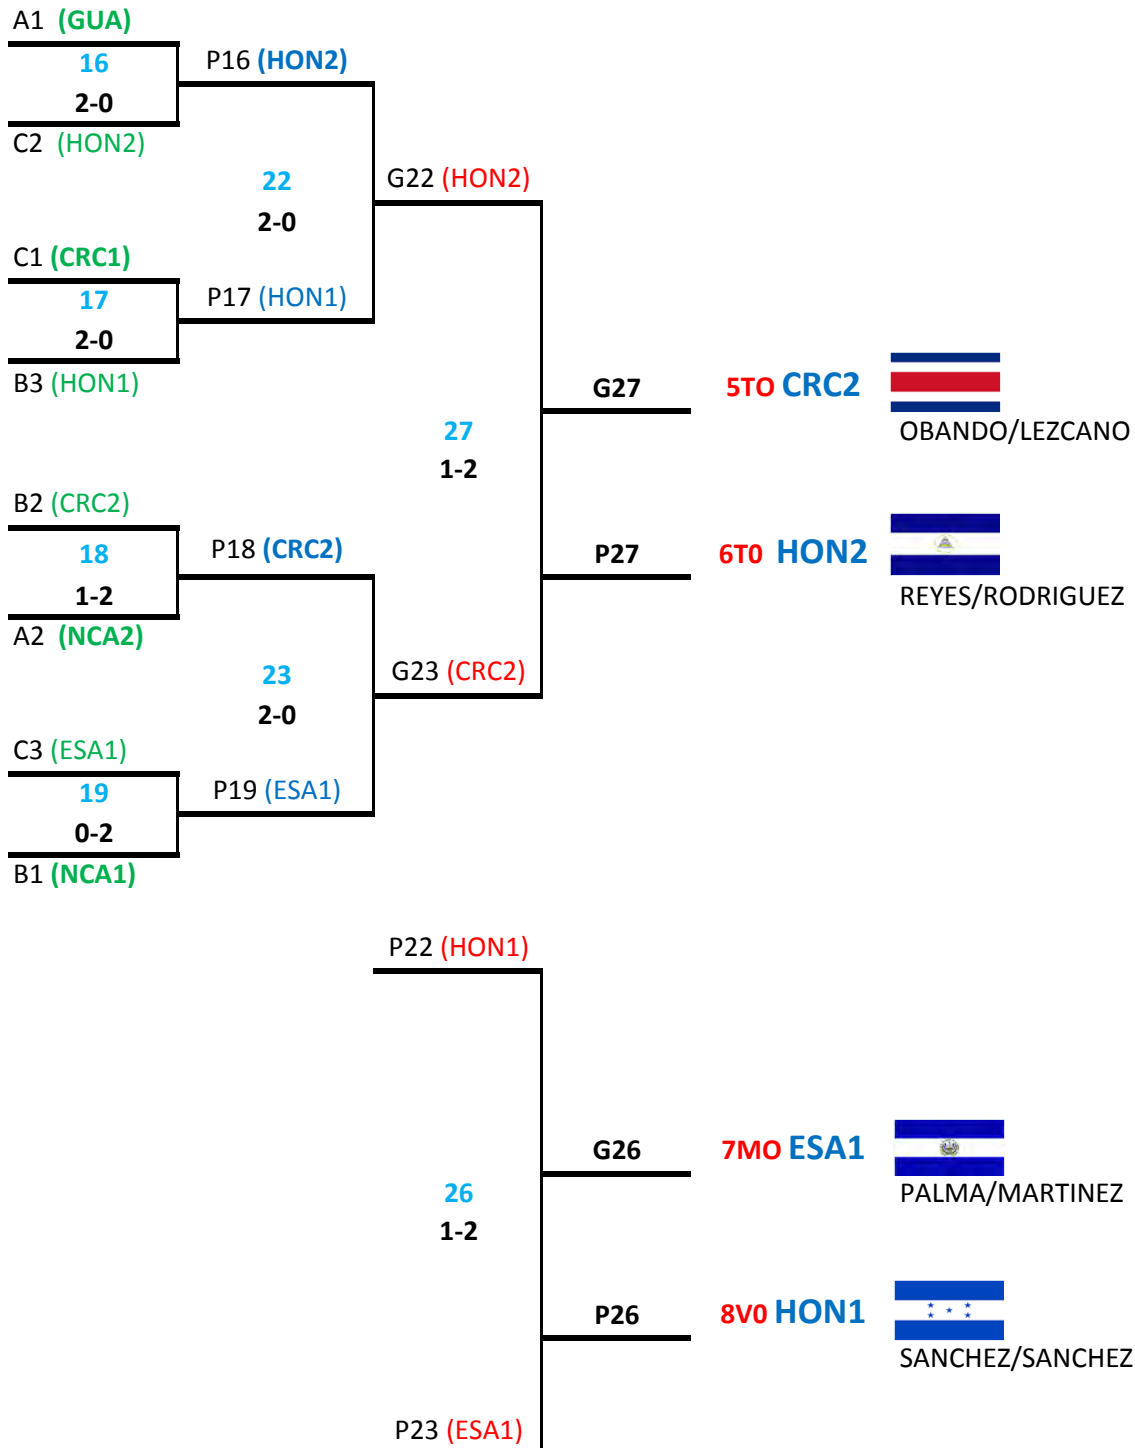 A1 (GUA)
16
2-0
C2 (HON2)
P16 (HON2)
22
2-0
G22 (HON2)
C1 (CRC1)
17
2-0
B3 (HON1)
P17 (HON1)
27
1-2
G27
5TO CRC2
OBANDO/LEZCANO
B2 (CRC2)
18
1-2
A2 (NCA2)
P18 (CRC2)
P27
6T0 HON2
REYES/RODRIGUEZ
23
2-0
G23 (CRC2)
C3 (ESA1)
19
0-2
B1 (NCA1)
P19 (ESA1)
P22 (HON1)
26
1-2
G26
7MO ESA1
PALMA/MARTINEZ
P26
8V0 HON1
SANCHEZ/SANCHEZ
P23 (ESA1)